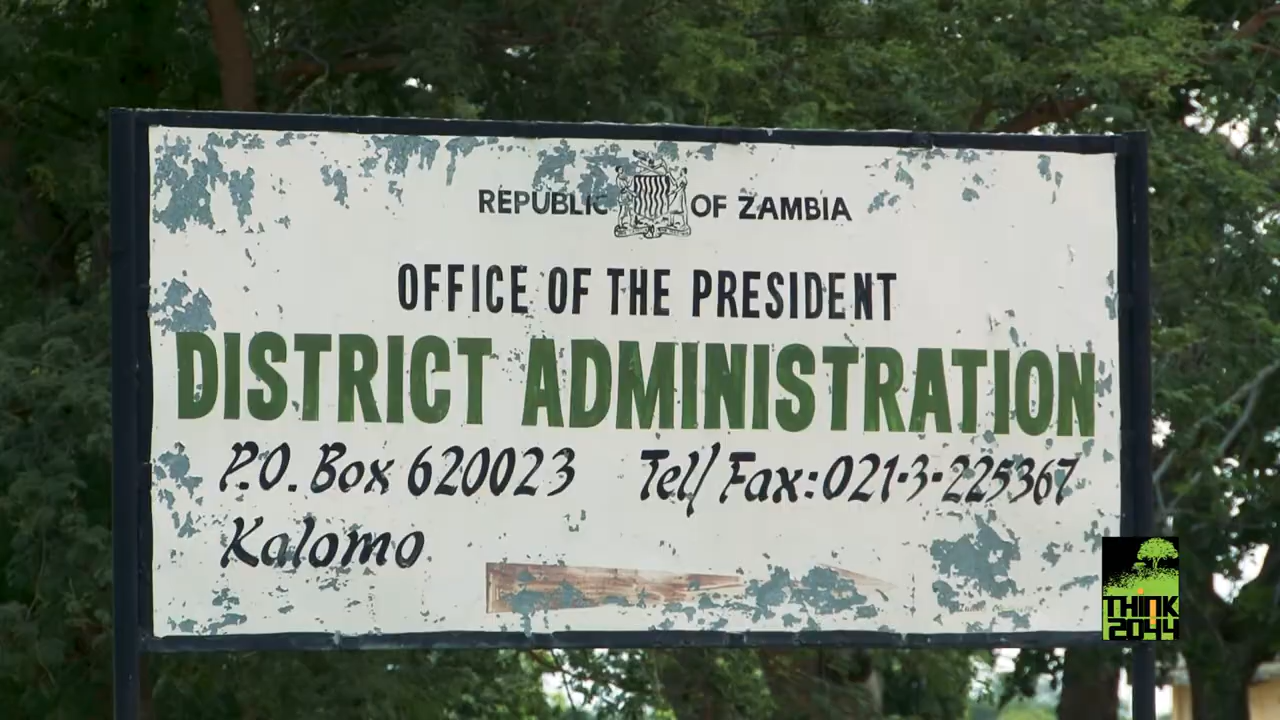 REPUBLIC OF ZAMBIA
OFFICE OF THE PRESIDENT
DISTRICT ADMINISTRATION
P.O. Box 620023 Tel/Fax:021-3-225367
Kalomo
THINK
2044